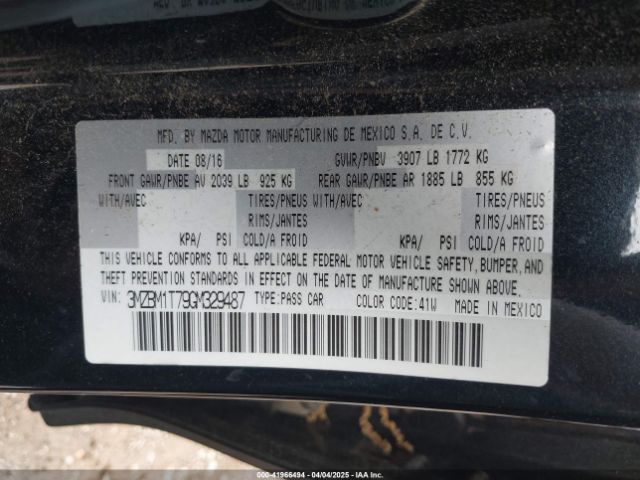 MFD. BY MAZDA MOTOR MANUFACTURING DE MEXICO S.A. DE C.V.
DATE 08/16 GVWR/PNBV 3907 LB 1772 KG
FRONT GAWR/PNBE AV 2039 LB 925 KG REAR GAWR/PNBE AR 1885 LB 855 KG
WITH/AVEC TIRES/PNEUS WITH/AVEC TIRES/PNEUS
RIMS/JANTES RIMS/JANTES
KPA/ PSI COLD/A FROID KPA/ PSI COLD/A FROID
THIS VEHICLE CONFORMS TO ALL APPLICABLE FEDERAL MOTOR VEHICLE SAFETY, BUMPER, AND
THEFT PREVENTION STANDARDS IN EFFECT ON THE DATE OF MANUFACTURE SHOWN ABOVE.
VIN: 3MZBM1T79GM329487 TYPE:PASS CAR COLOR CODE:41W MADE IN MEXICO
000-41966494 04/04/2025 IAAI.COM